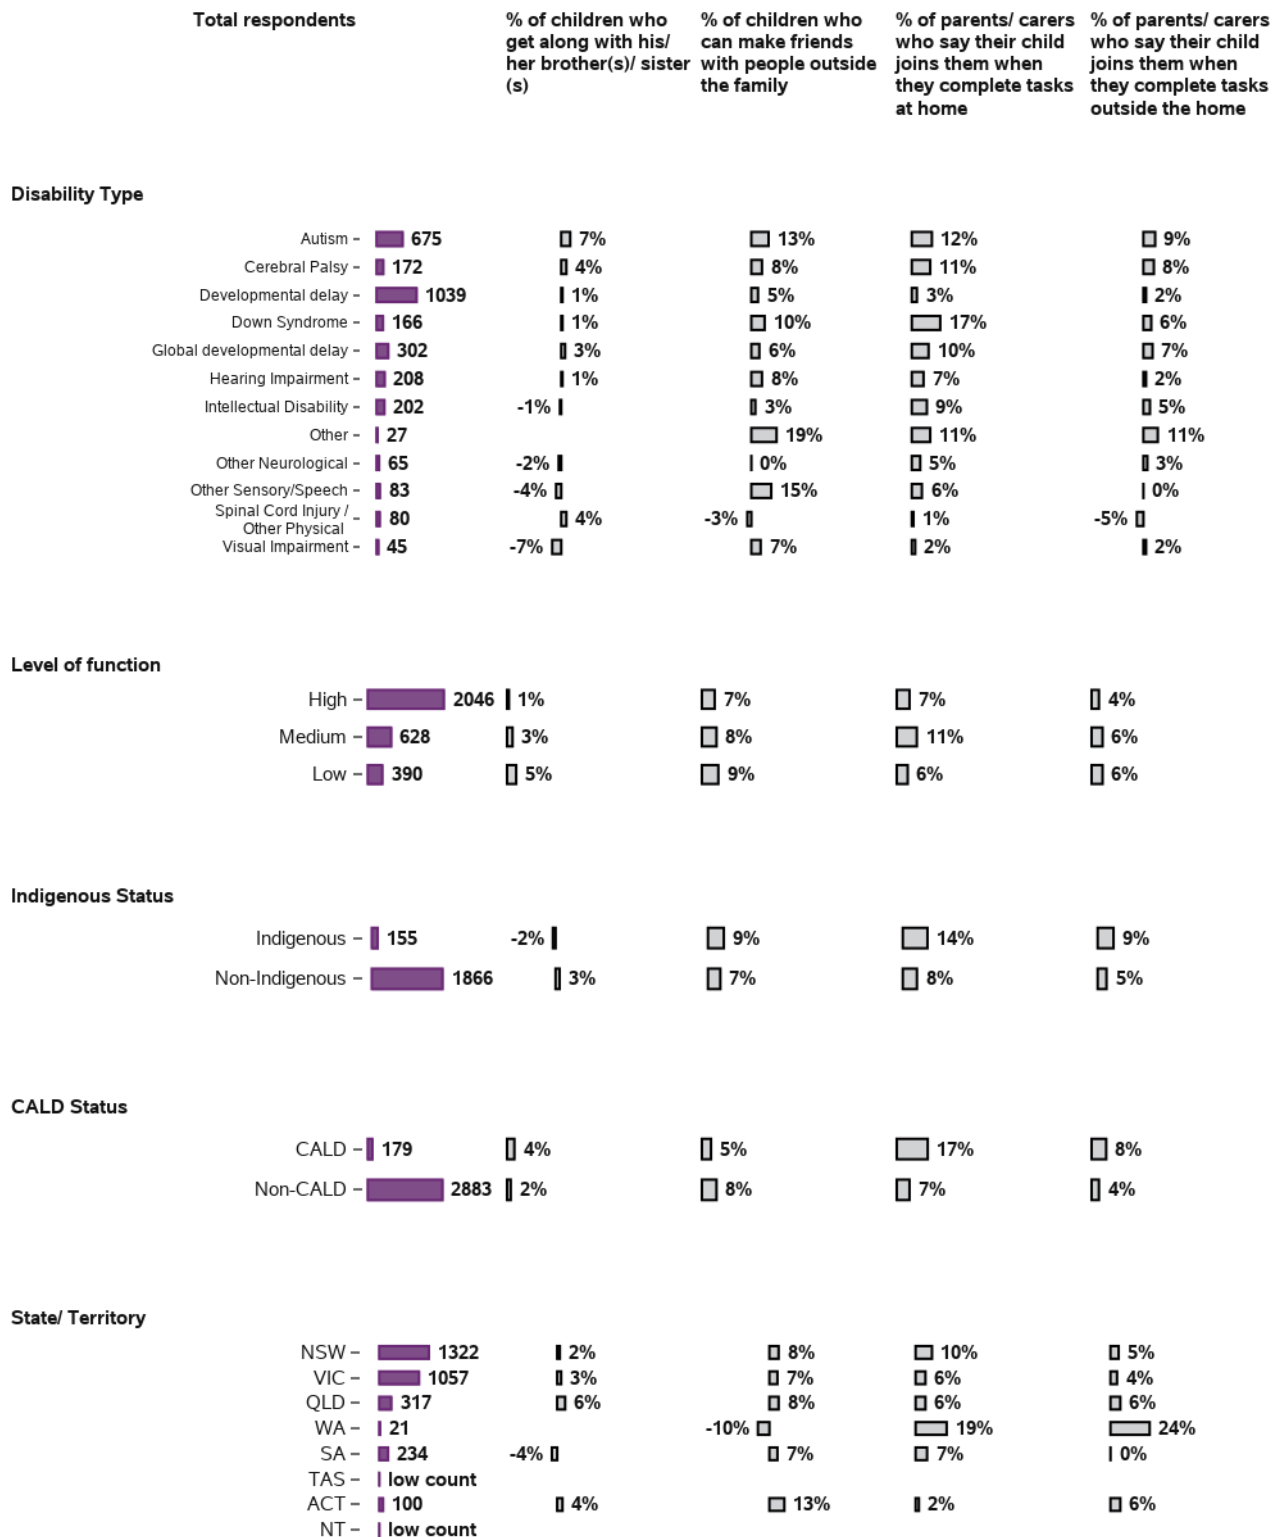 Total respondents
% of children who get along with his/ her brother(s)/ sister (s)
% of children who can make friends with people outside the family
% of parents/ carers who say their child joins them when they complete tasks at home
% of parents/ carers who say their child joins them when they complete tasks outside the home
Disability Type
Autism 675 7% 13% 12% 9%
Cerebral Palsy 172 4% 8% 11% 8%
Developmental delay 1039 1% 5% 3% 2%
Down Syndrome 166 1% 10% 17% 6%
Global developmental delay 302 3% 6% 10% 7%
Hearing Impairment 208 1% 8% 7% 2%
Intellectual Disability 202 -1% 3% 9% 5%
Other 27 19% 11% 11%
Other Neurological 65 -2% 0% 5% 3%
Other Sensory/Speech 83 -4% 15% 6% 0%
Spinal Cord Injury / Other Physical 80 4% -3% 1% -5%
Visual Impairment 45 -7% 7% 2% 2%
Level of function
High 2046 1% 7% 7% 4%
Medium 628 3% 8% 11% 6%
Low 390 5% 9% 6% 6%
Indigenous Status
Indigenous 155 -2% 9% 14% 9%
Non-Indigenous 1866 3% 7% 8% 5%
CALD Status
CALD 179 4% 5% 17% 8%
Non-CALD 2883 2% 8% 7% 4%
State/ Territory
NSW 1322 2% 8% 10% 5%
VIC 1057 3% 7% 6% 4%
QLD 317 6% 8% 6% 6%
WA 21 -10% 19% 24%
SA 234 -4% 7% 7% 0%
TAS low count
ACT 100 4% 13% 2% 6%
NT low count